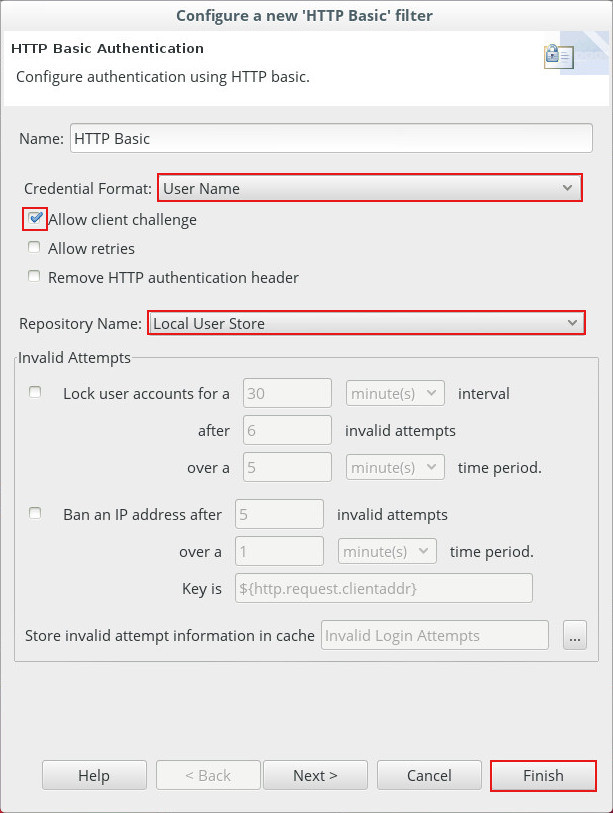 Configure a new 'HTTP Basic' filter
HTTP Basic Authentication
Configure authentication using HTTP basic.
Name: HTTP Basic
Credential Format: User Name
Allow client challenge
Allow retries
Remove HTTP authentication header
Repository Name: Local User Store
Invalid Attempts
Lock user accounts for a 30 minute(s) interval
after 6 invalid attempts
over a 5 minute(s) time period.
Ban an IP address after 5 invalid attempts
over a 1 minute(s) time period.
Key is ${http.request.clientaddr}
Store invalid attempt information in cache Invalid Login Attempts ...
Help < Back Next > Cancel Finish